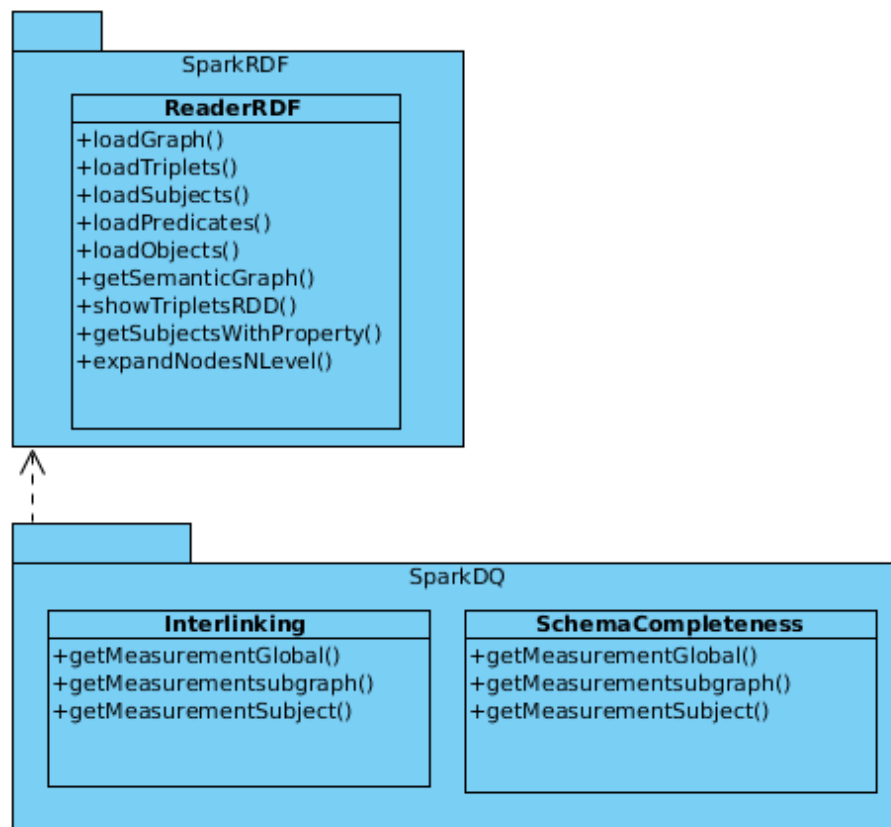 SparkRDF
ReaderRDF
+loadGraph()
+loadTriplets()
+loadSubjects()
+loadPredicates()
+loadObjects()
+getSemanticGraph()
+showTripletsRDD()
+getSubjectsWithProperty()
+expandNodesNLevel()
SparkDQ
Interlinking
+getMeasurementGlobal()
+getMeasurementsubgraph()
+getMeasurementSubject()
SchemaCompleteness
+getMeasurementGlobal()
+getMeasurementsubgraph()
+getMeasurementSubject()